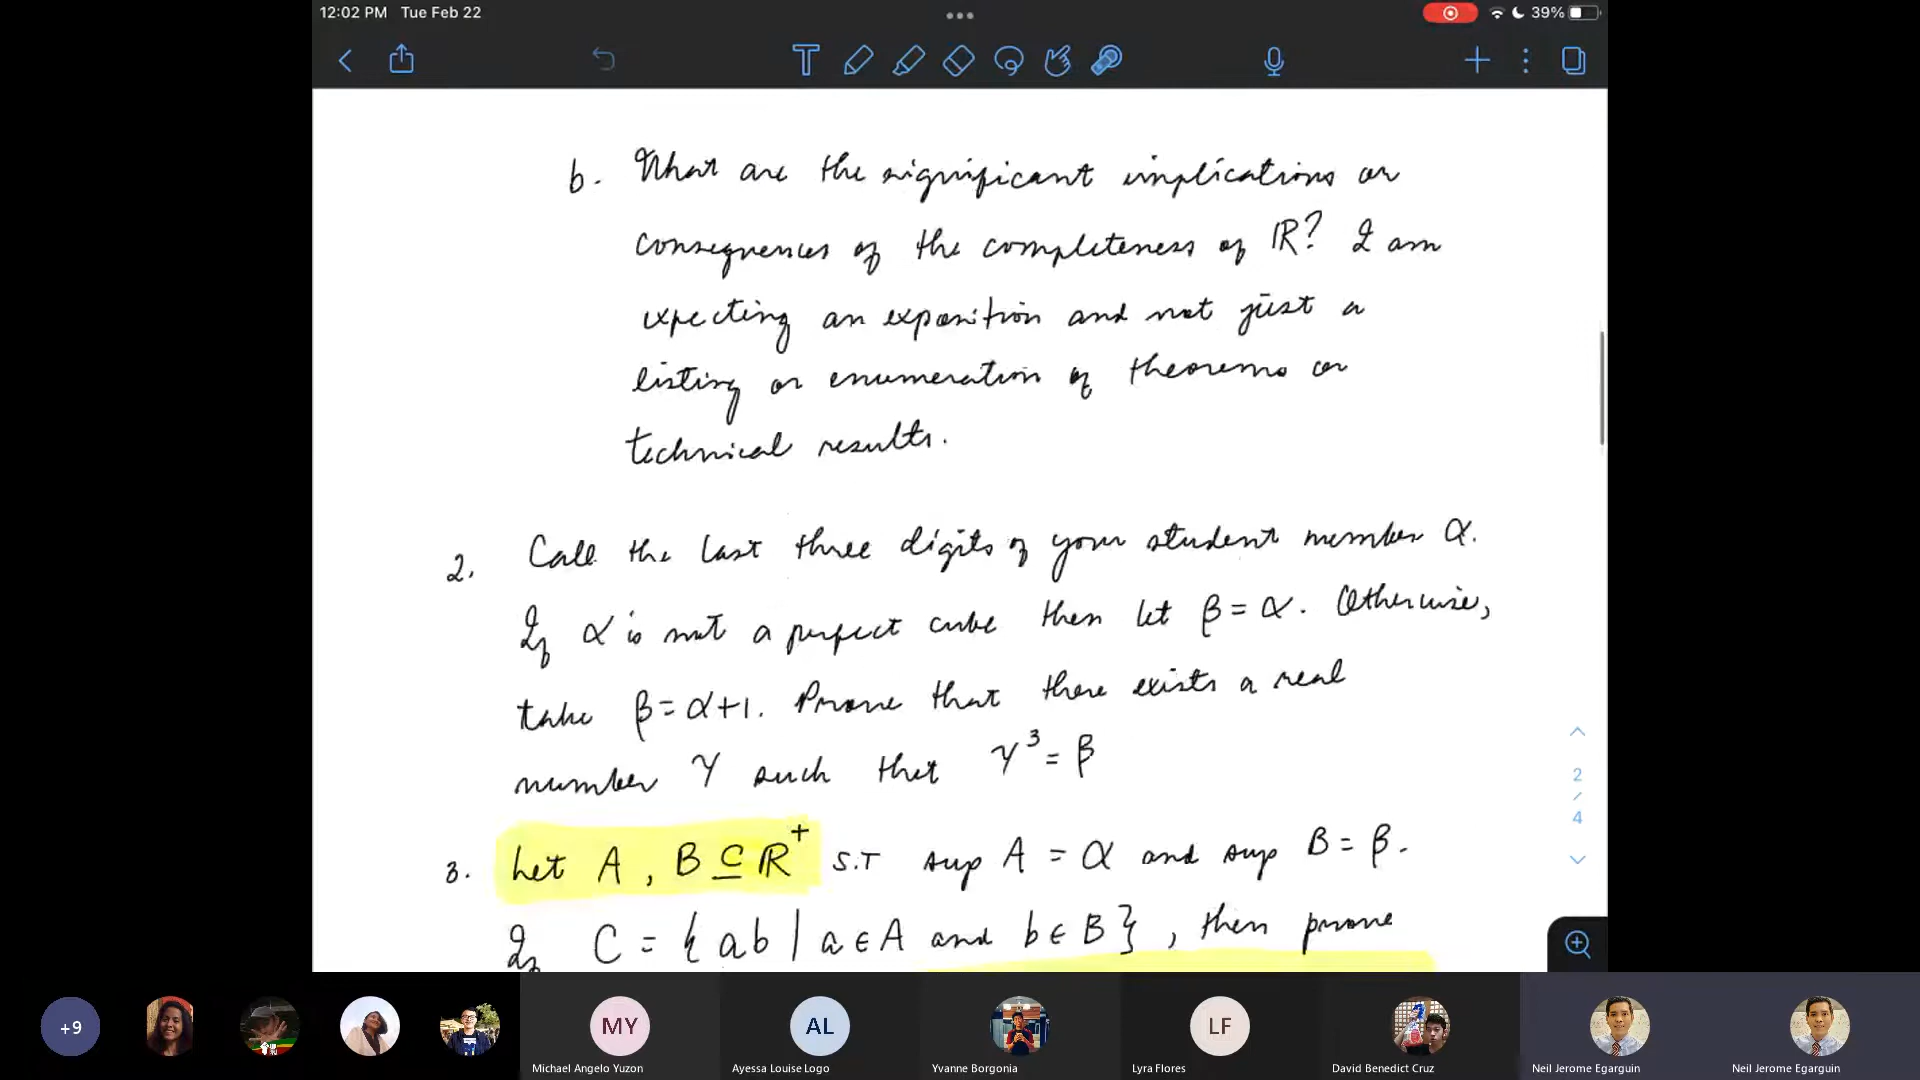 12:02 PM Tue Feb 22
39%
b. What are the significant implications or
consequences of the completeness of ℝ? I am
expecting an exposition and not just a
listing or enumeration of theorems or
technical results.
2. Call the last three digits of your student number α.
If α is not a perfect cube then let β = α. Otherwise,
take β = α+1. Prove that there exists a real
number γ such that γ³ = β
3. Let A, B ⊆ ℝ⁺ s.t sup A = α and sup B = β.
If C = { ab | a ∈ A and b ∈ B }, then prove
2
/
4
+9
MY
AL
LF
Michael Angelo Yuzon
Ayessa Louise Logo
Yvanne Borgonia
Lyra Flores
David Benedict Cruz
Neil Jerome Egarguin
Neil Jerome Egarguin